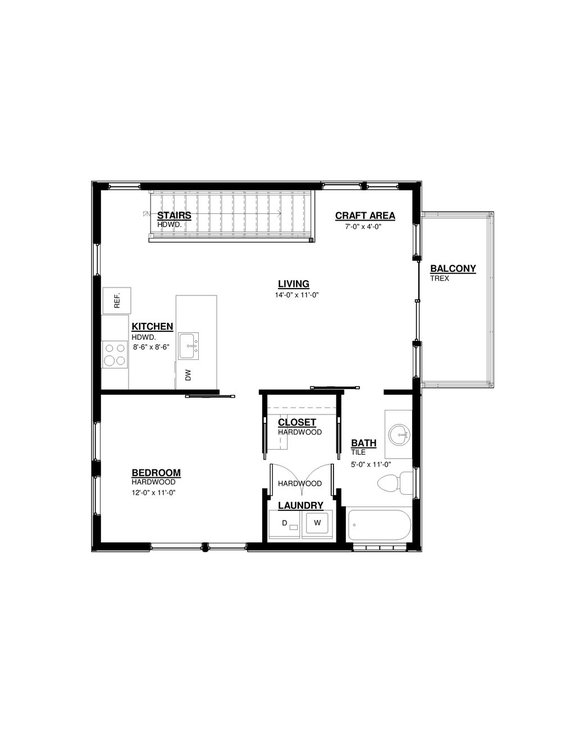 STAIRS
HDWD.
CRAFT AREA
7'-0" x 4'-0"
BALCONY
TREX
LIVING
14'-0" x 11'-0"
REF.
KITCHEN
HDWD.
8'-6" x 8'-6"
DW
CLOSET
HARDWOOD
BATH
TILE
5'-0" x 11'-0"
BEDROOM
HARDWOOD
12'-0" x 11'-0"
HARDWOOD
LAUNDRY
D
W